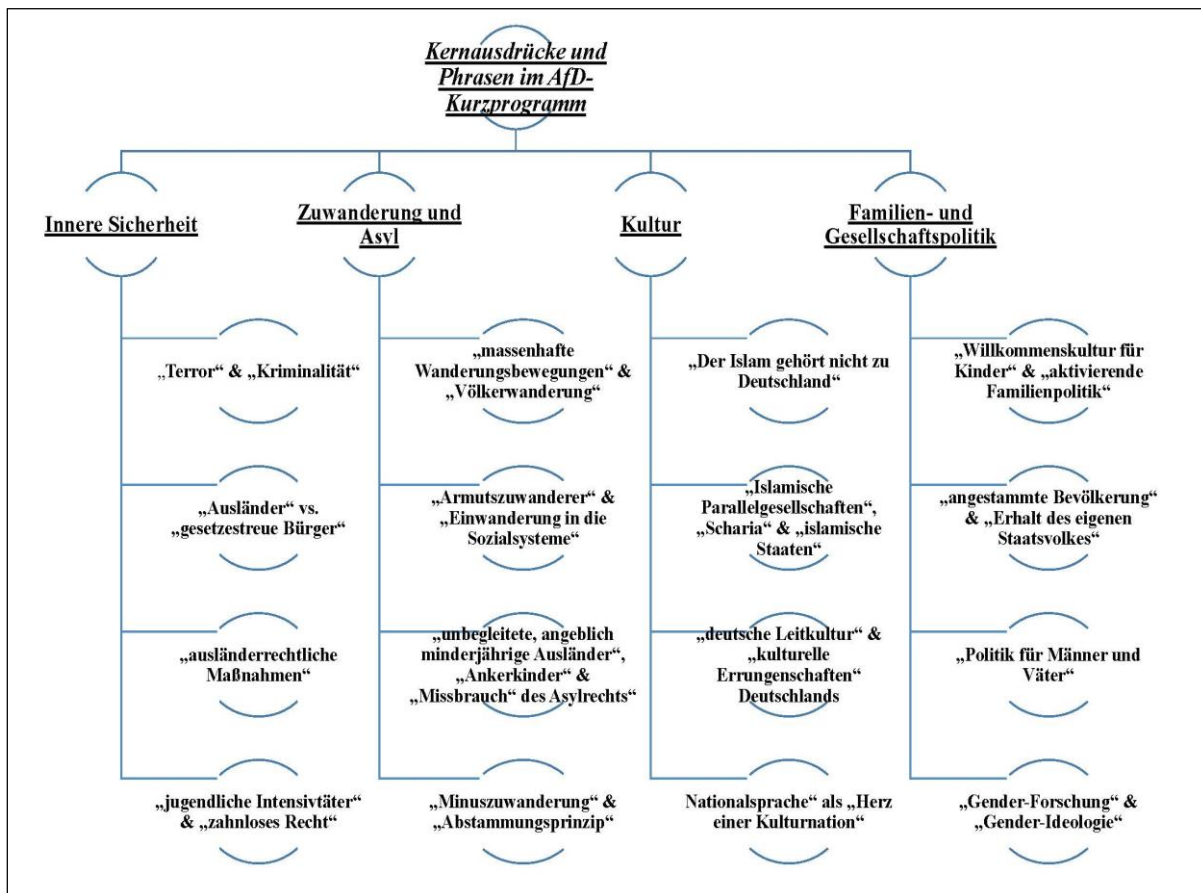 Kernausdrücke und
Phrasen im AfD-
Kurzprogramm
Innere Sicherheit
Zuwanderung und
Asyl
Kultur
Familien- und
Gesellschaftspolitik
„Terror“ & „Kriminalität“
„massenhafte
Wanderungsbewegungen“ &
„Völkerwanderung“
„Der Islam gehört nicht zu
Deutschland“
„Willkommenskultur für
Kinder“ & „aktivierende
Familienpolitik“
„Ausländer“ vs.
„gesetzestreue Bürger“
„Armutszuwanderer“ &
„Einwanderung in die
Sozialsysteme“
„Islamische
Parallelgesellschaften“,
„Scharia“ & „islamische
Staaten“
„angestammte Bevölkerung“
& „Erhalt des eigenen
Staatsvolkes“
„ausländerrechtliche
Maßnahmen“
„unbegleitete, angeblich
minderjährige Ausländer“,
„Ankerkinder“ &
„Missbrauch“ des Asylrechts“
„deutsche Leitkultur“ &
„kulturelle
Errungenschaften“
Deutschlands
„Politik für Männer und
Väter“
„jugendliche Intensivtäter“
& „zahnloses Recht“
„Minuszuwanderung“ &
„Abstammungsprinzip“
Nationalsprache“ als „Herz
einer Kulturnation“
„Gender-Forschung“ &
„Gender-Ideologie“